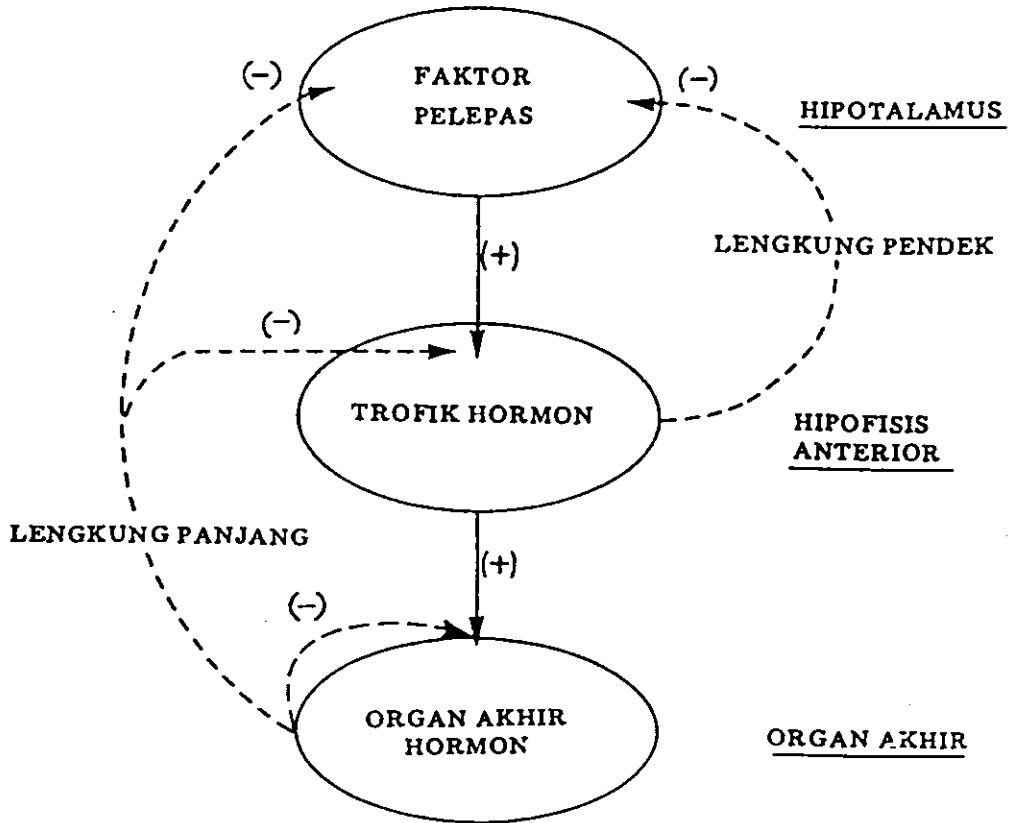 (-)
FAKTOR
PELEPAS
(-)
HIPOTALAMUS
(+)
LENGKUNG PENDEK
(-)
TROFIK HORMON
HIPOFISIS
ANTERIOR
LENGKUNG PANJANG
(+)
(-)
ORGAN AKHIR
HORMON
ORGAN AKHIR